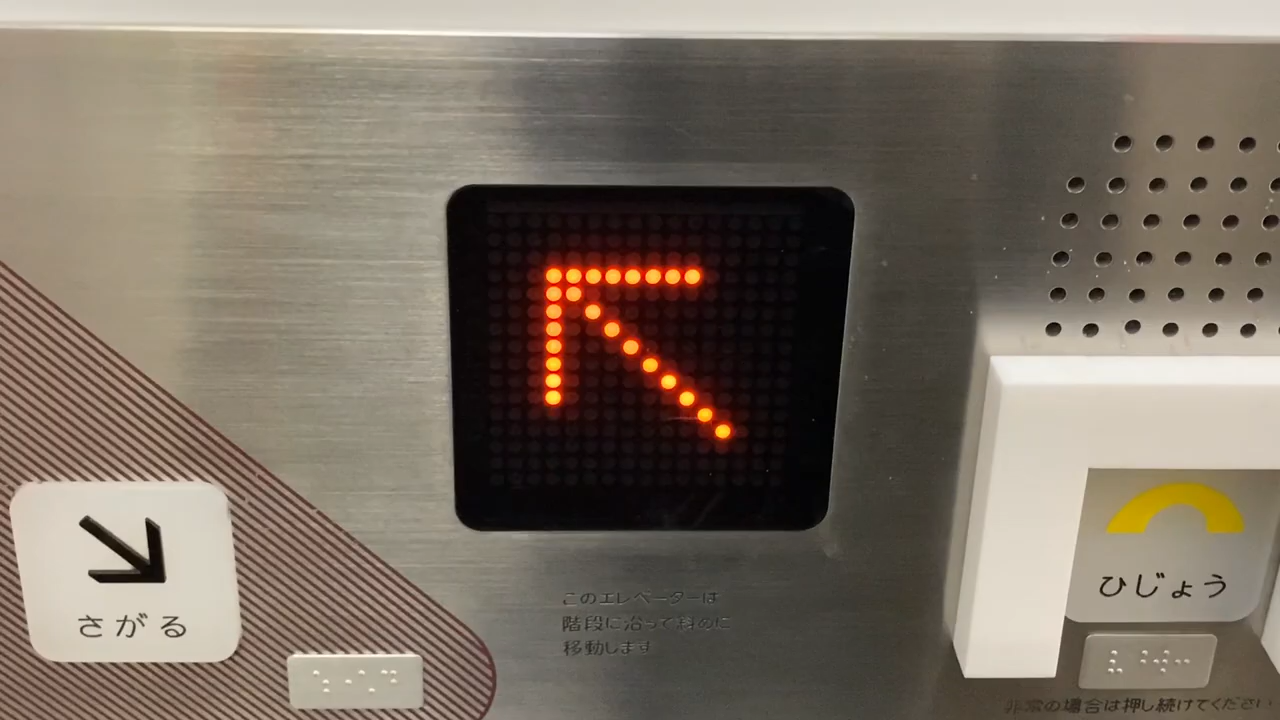 さがる
このエレベーターは
階段に沿って斜めに
移動します
ひじょう
非常の場合は押し続けてください